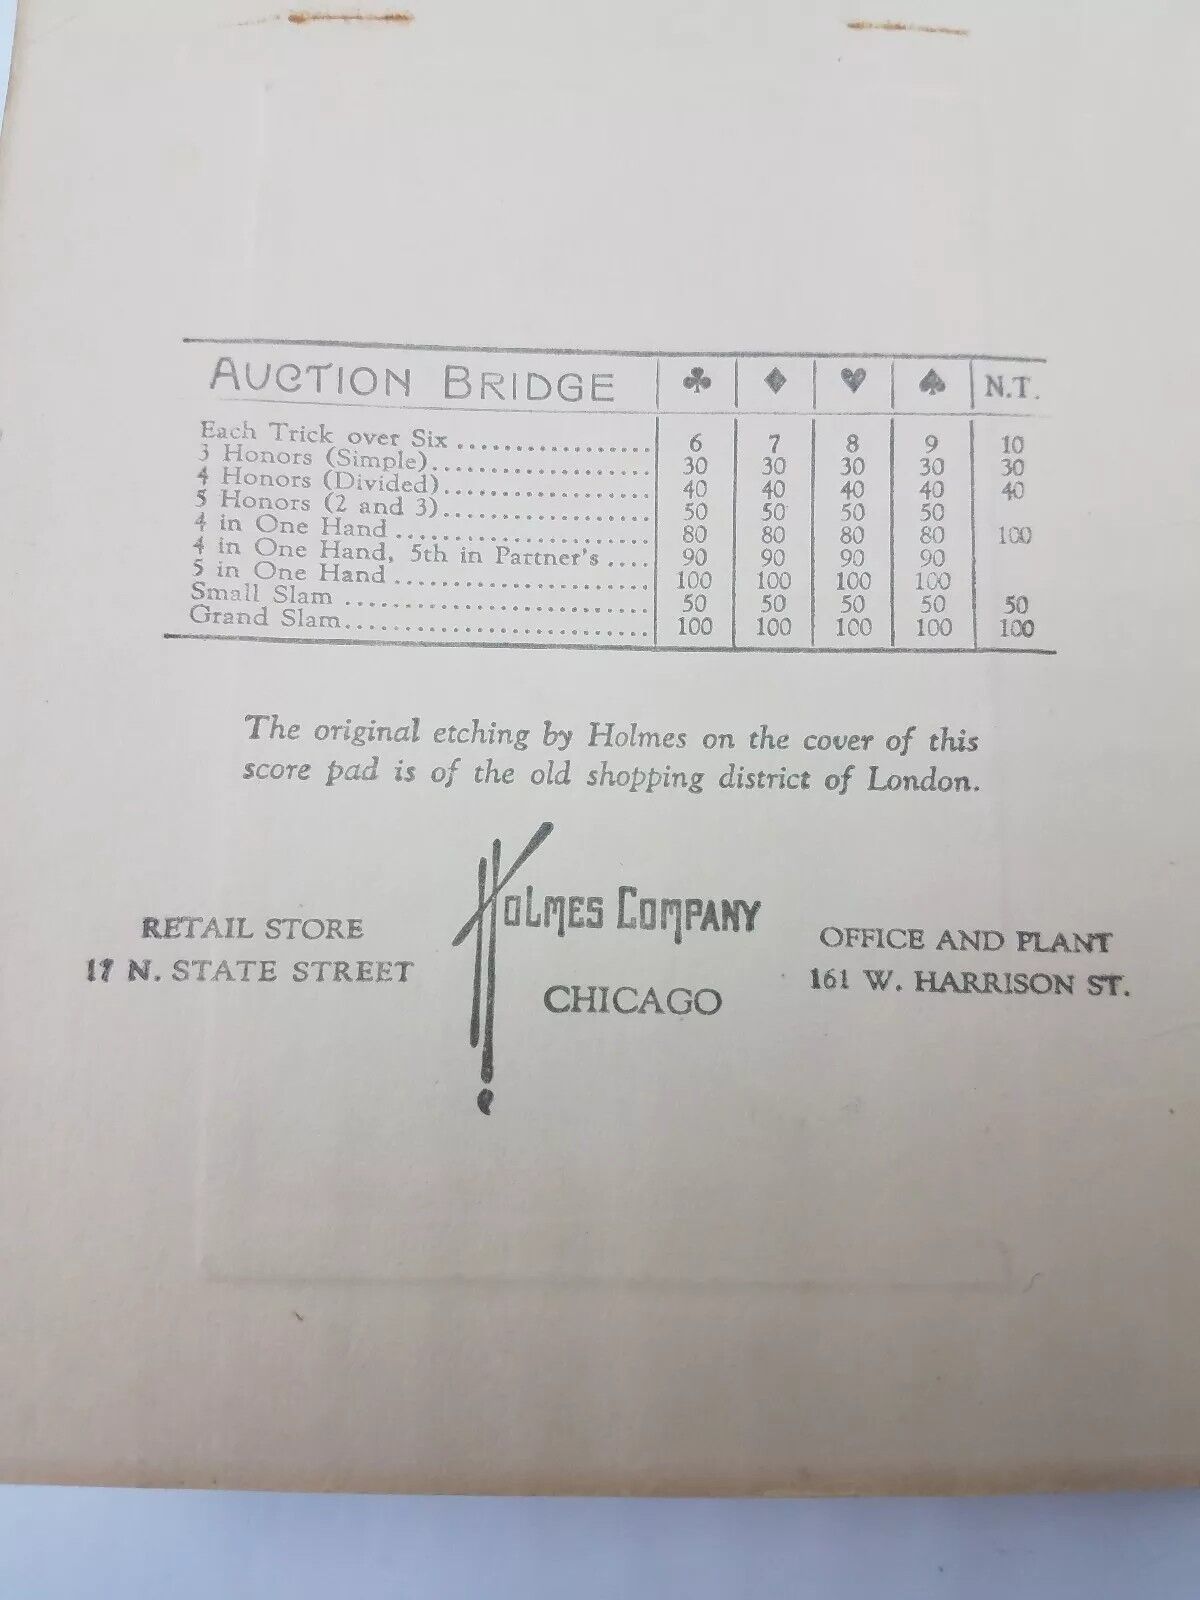 AUCTION BRIDGE ♣ ♦ ♥ ♠ N.T.
Each Trick over Six .................... 6 7 8 9 10
3 Honors (Simple)...................... 30 30 30 30 30
4 Honors (Divided)..................... 40 40 40 40 40
5 Honors (2 and 3)..................... 50 50 50 50
4 in One Hand .......................... 80 80 80 80 100
4 in One Hand, 5th in Partner's .... 90 90 90 90
5 in One Hand .......................... 100 100 100 100
Small Slam .............................. 50 50 50 50 50
Grand Slam.............................. 100 100 100 100 100
The original etching by Holmes on the cover of this
score pad is of the old shopping district of London.
HOLMES COMPANY
CHICAGO
RETAIL STORE
17 N. STATE STREET
OFFICE AND PLANT
161 W. HARRISON ST.